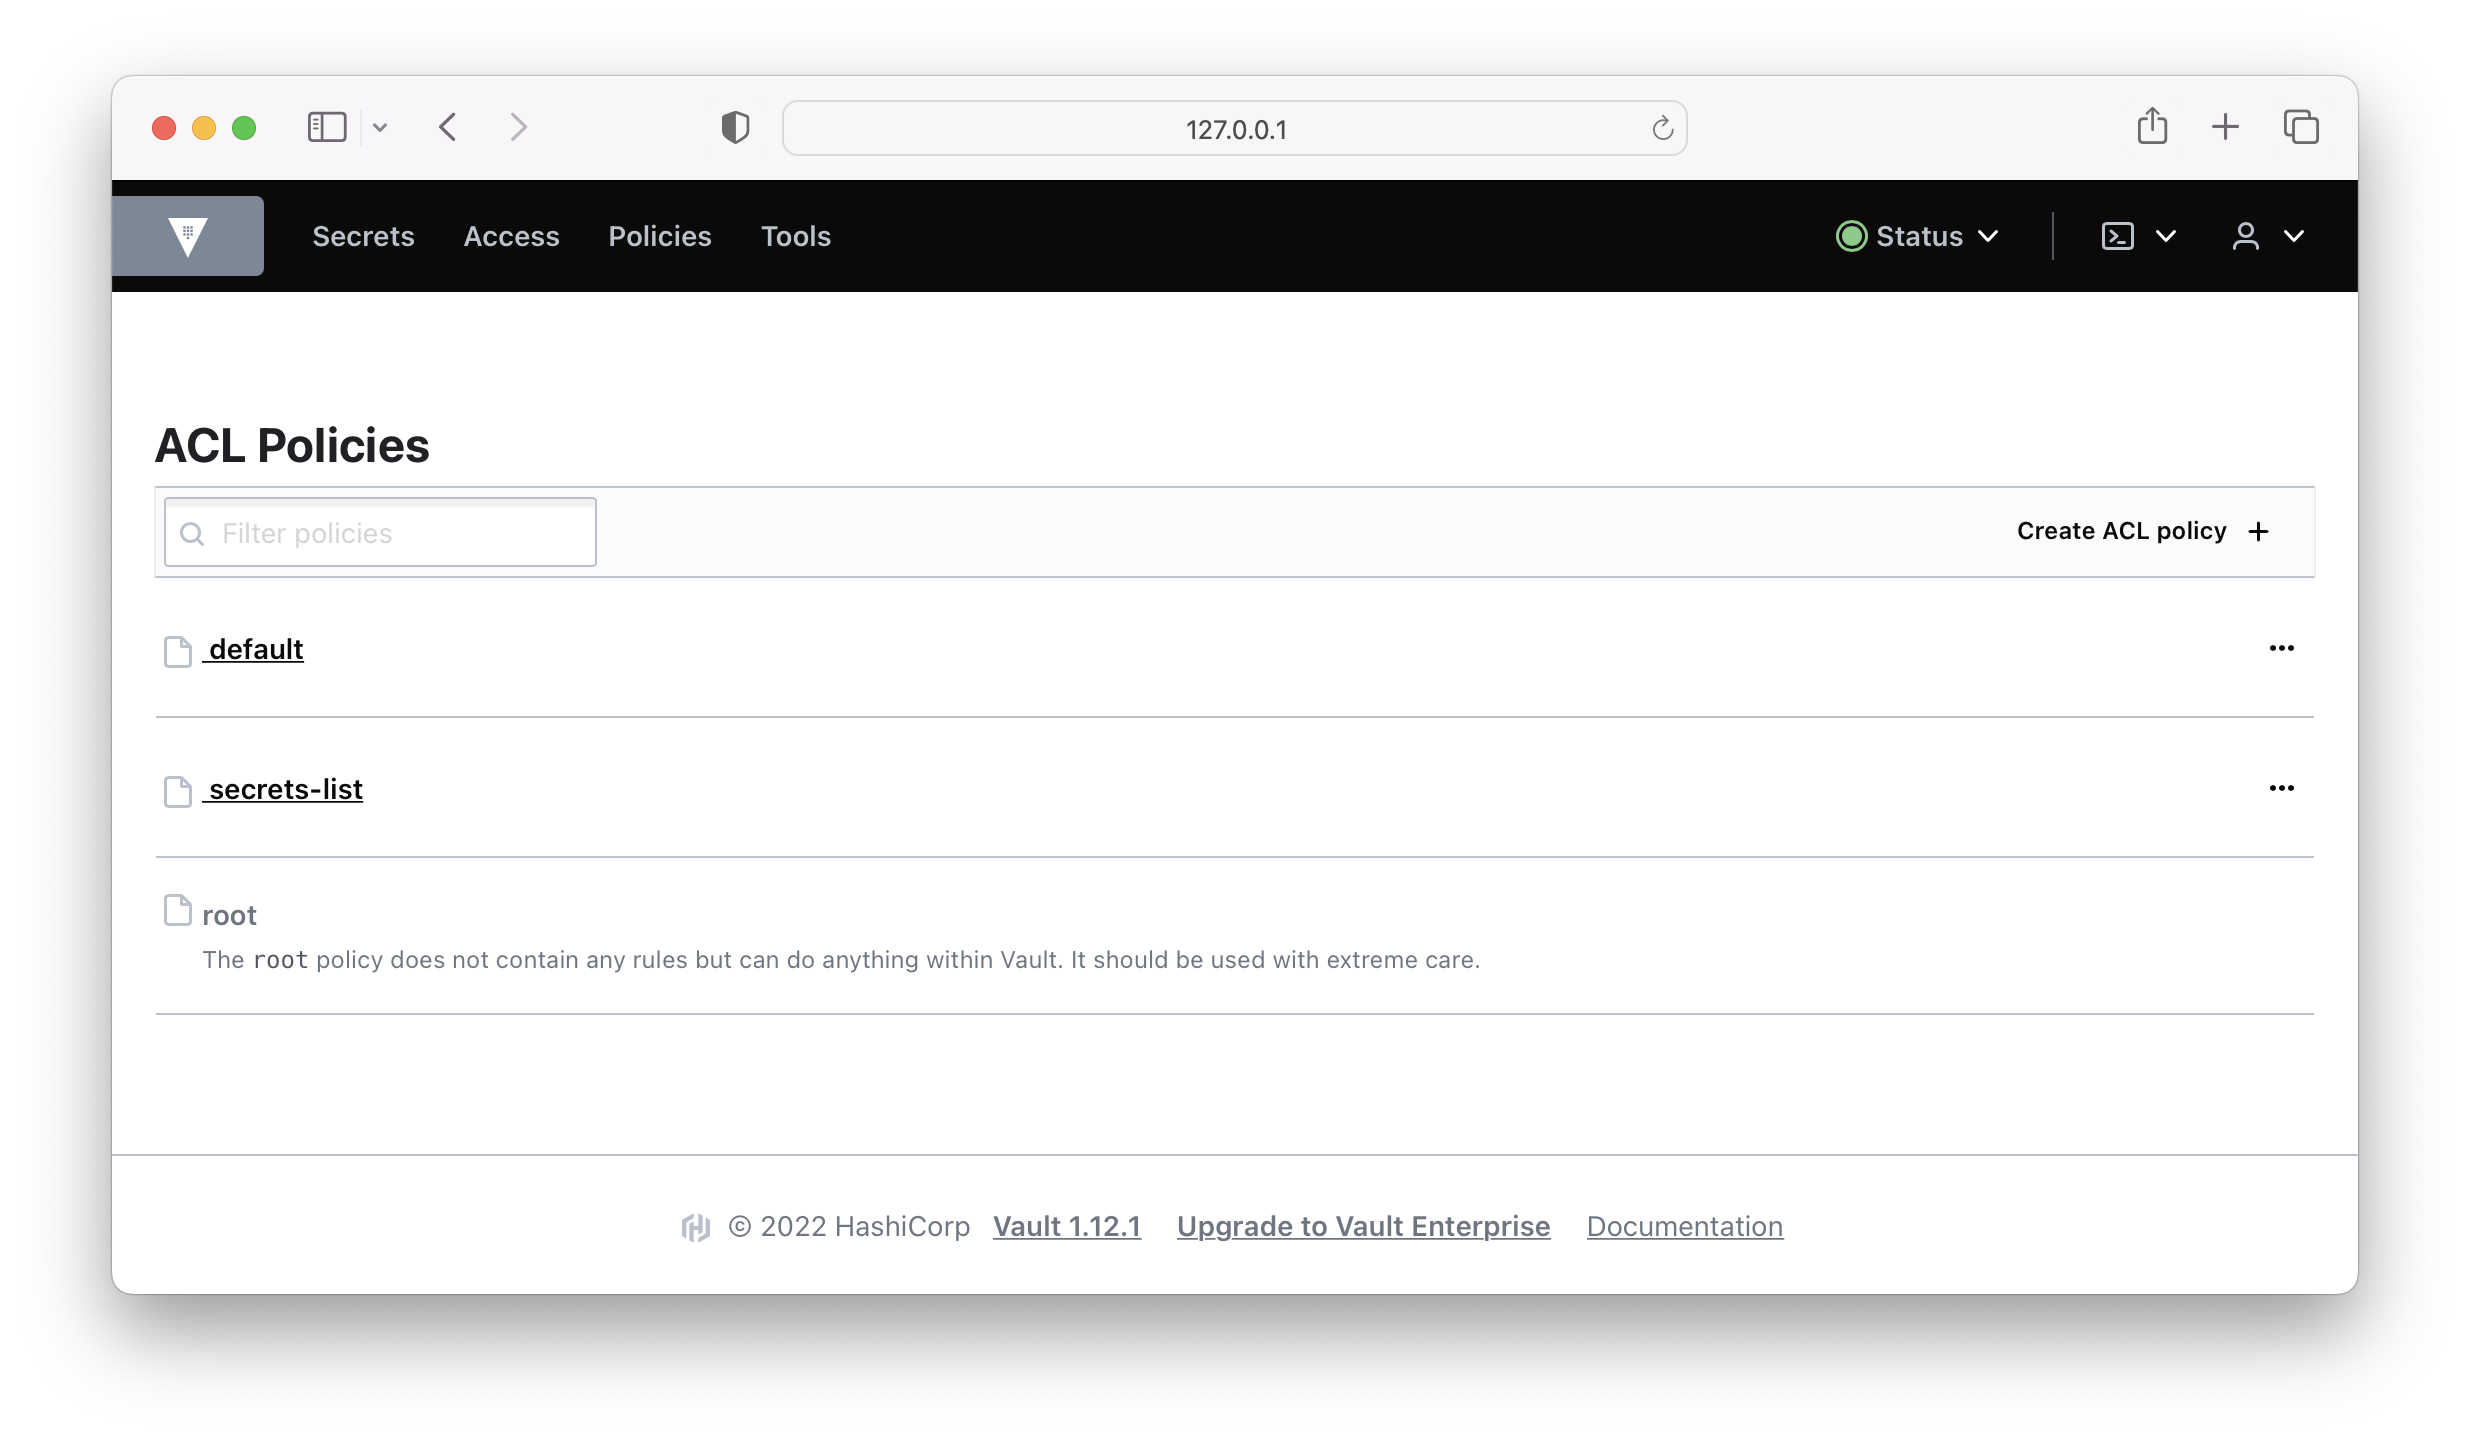 127.0.0.1
Secrets Access Policies Tools Status
ACL Policies
Filter policies Create ACL policy +
default
secrets-list
root
The root policy does not contain any rules but can do anything within Vault. It should be used with extreme care.
© 2022 HashiCorp Vault 1.12.1 Upgrade to Vault Enterprise Documentation